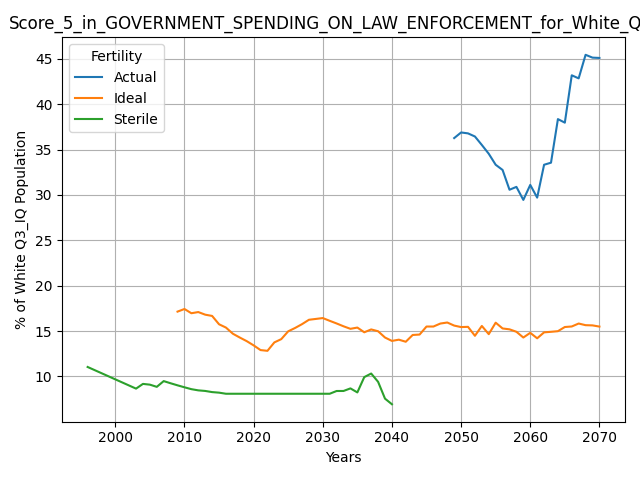 Score_5_in_GOVERNMENT_SPENDING_ON_LAW_ENFORCEMENT_for_White_Q
Fertility
Actual
Ideal
Sterile
% of White Q3_IQ Population
45
40
35
30
25
20
15
10
2000 2010 2020 2030 2040 2050 2060 2070
Years